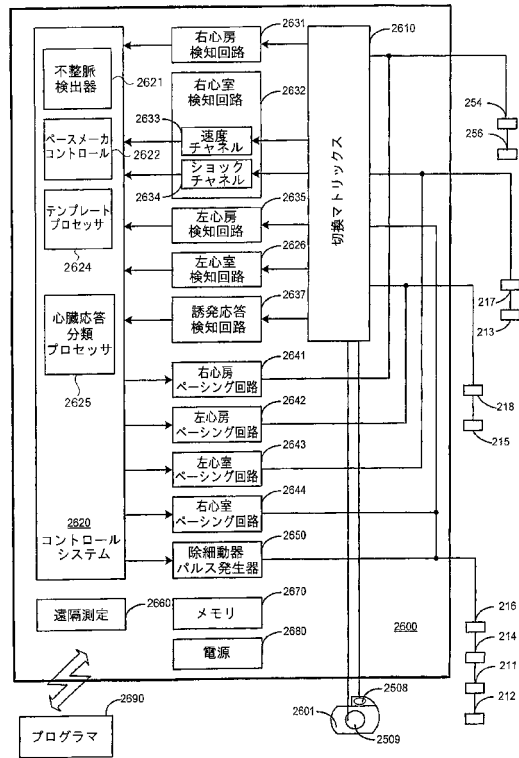 2631
右心房
検知回路
2610
不整脈
検出器
2621
右心室
検知回路
2632
2633
速度
チャネル
ペースメーカ
コントロール
2622
ショック
チャネル
2634
テンプレート
プロセッサ
2624
左心房
検知回路
2635
左心室
検知回路
2626
誘発応答
検知回路
2637
心臓応答
分類
プロセッサ
2625
切換マトリックス
右心房
ペーシング回路
2641
左心房
ペーシング回路
2642
左心室
ペーシング回路
2643
右心室
ペーシング回路
2644
除細動器
パルス発生器
2650
2620
コントロール
システム
遠隔測定
2660
メモリ
2670
電源
2680
2600
2690
プログラマ
254
256
217
213
218
215
216
214
211
212
2508
2601
2509